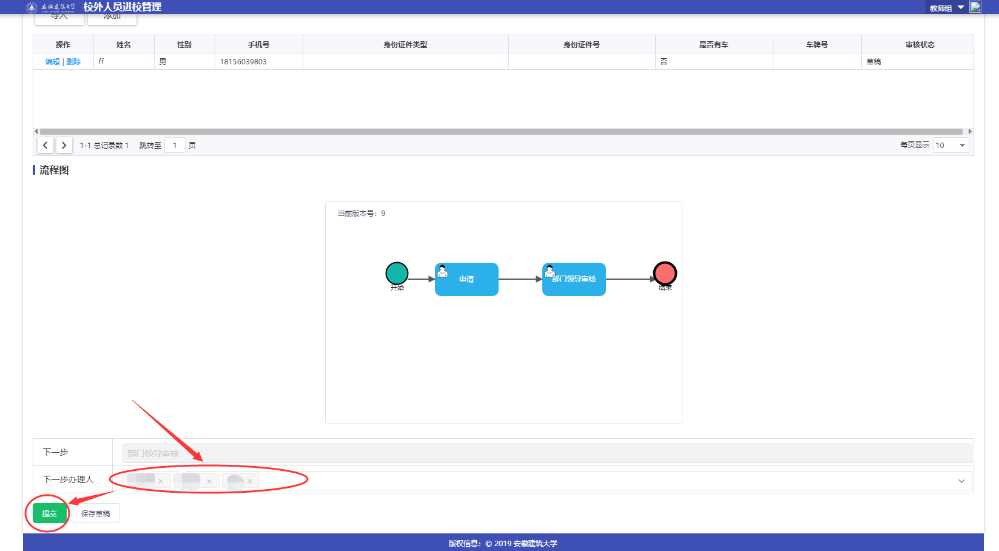 安徽建筑大学 校外人员进校管理 教师组
导入 添加
操作 姓名 性别 手机号 身份证件类型 身份证件号 是否有车 车牌号 审核状态
编辑 | 删除 ff 男 18156039803 否 草稿
1-1 总记录数 1 跳转至 1 页 每页显示 10
流程图
当前版本号：9
申请 部门领导审核
开始 结束
下一步 部门领导审核
下一步办理人
提交 保存草稿
版权信息：© 2019 安徽建筑大学